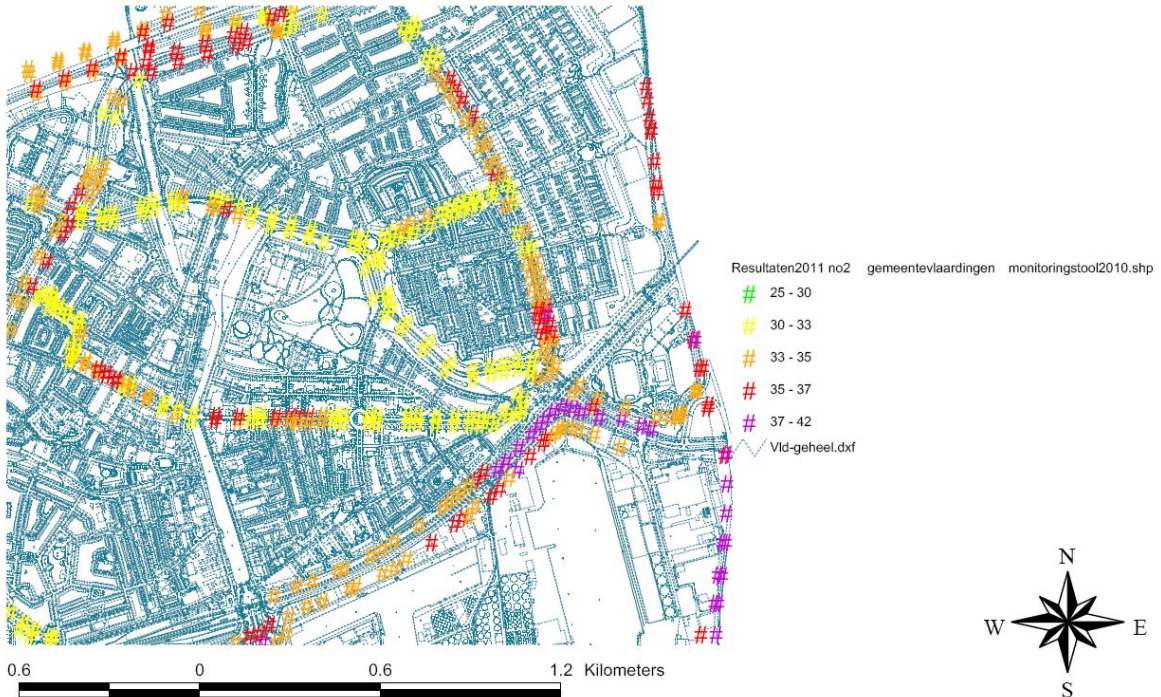 Resultaten2011 no2 gemeentevlaardingen monitoringstool2010.shp
# 25 - 30
# 30 - 33
# 33 - 35
# 35 - 37
# 37 - 42
Vld-geheel.dxf
N
W E
S
0.6 0 0.6 1.2 Kilometers